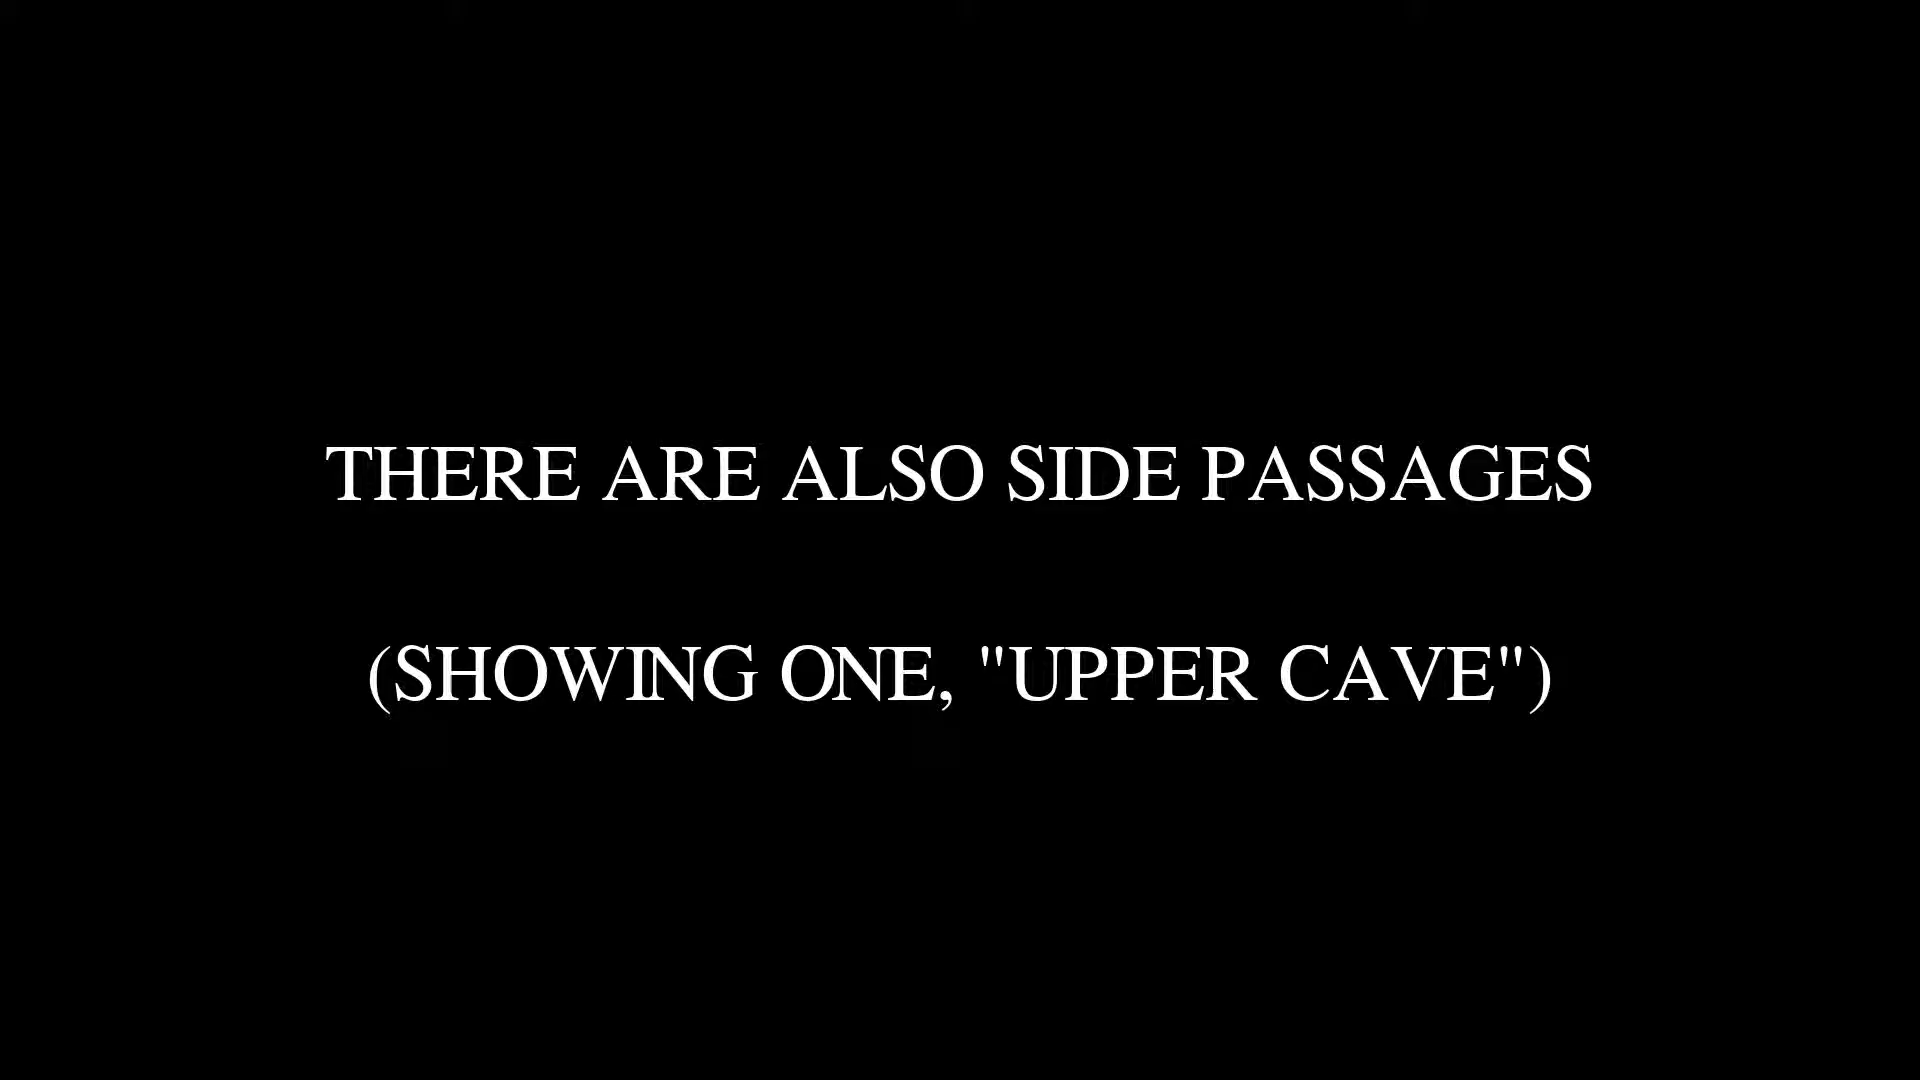 THERE ARE ALSO SIDE PASSAGES
(SHOWING ONE, "UPPER CAVE")